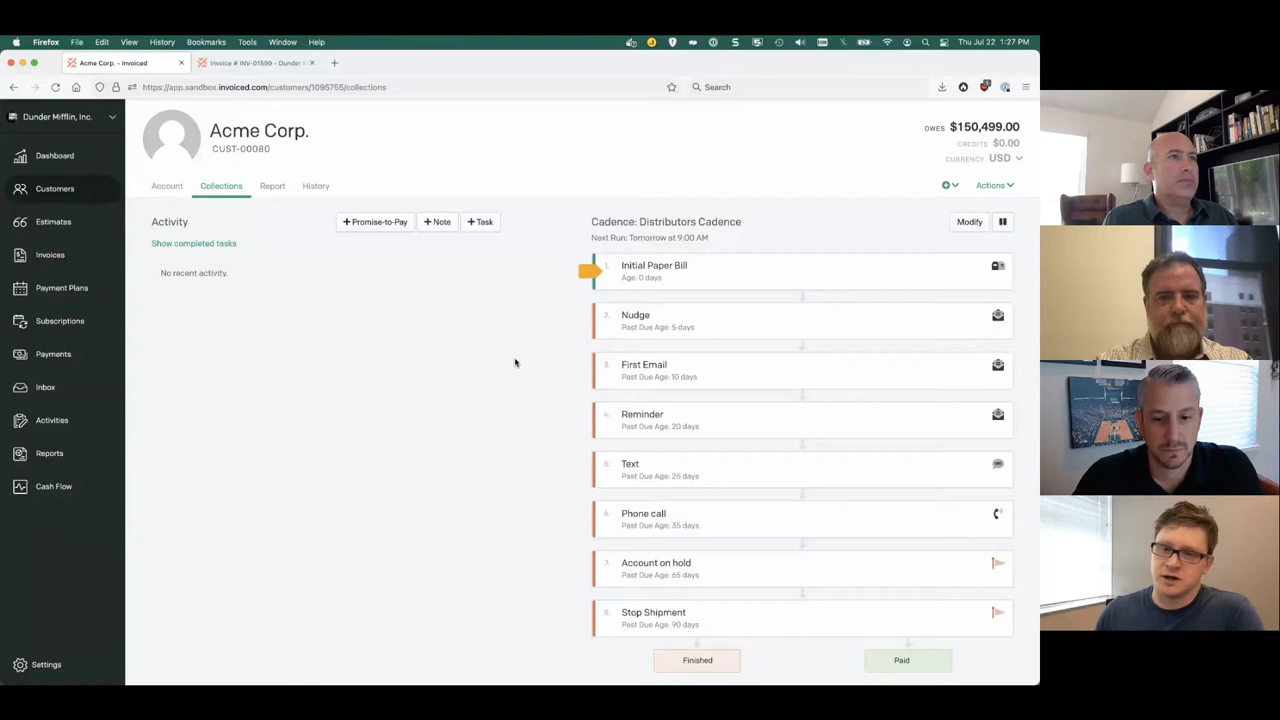 Firefox File Edit View History Bookmarks Tools Window Help Thu Jul 22 1:27 PM
Acme Corp. - Invoiced
Invoice # INV-01599 – Dunder
https://app.sandbox.invoiced.com/customers/1095755/collections
Search
Dunder Mifflin, Inc.
Dashboard
Customers
Estimates
Invoices
Payment Plans
Subscriptions
Payments
Inbox
Activities
Reports
Cash Flow
Settings
Acme Corp.
CUST-00080
OWES $150,499.00
CREDITS $0.00
CURRENCY USD
Account Collections Report History
Actions
Activity
+ Promise-to-Pay + Note + Task
Show completed tasks
No recent activity.
Cadence: Distributors Cadence
Next Run: Tomorrow at 9:00 AM
Modify
1. Initial Paper Bill
Age: 0 days
2. Nudge
Past Due Age: 5 days
3. First Email
Past Due Age: 10 days
4. Reminder
Past Due Age: 20 days
5. Text
Past Due Age: 25 days
6. Phone call
Past Due Age: 35 days
7. Account on hold
Past Due Age: 65 days
8. Stop Shipment
Past Due Age: 90 days
Finished
Paid